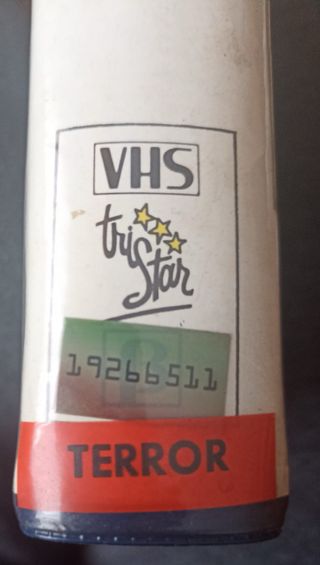 VHS
tri
Star
19266511
TERROR